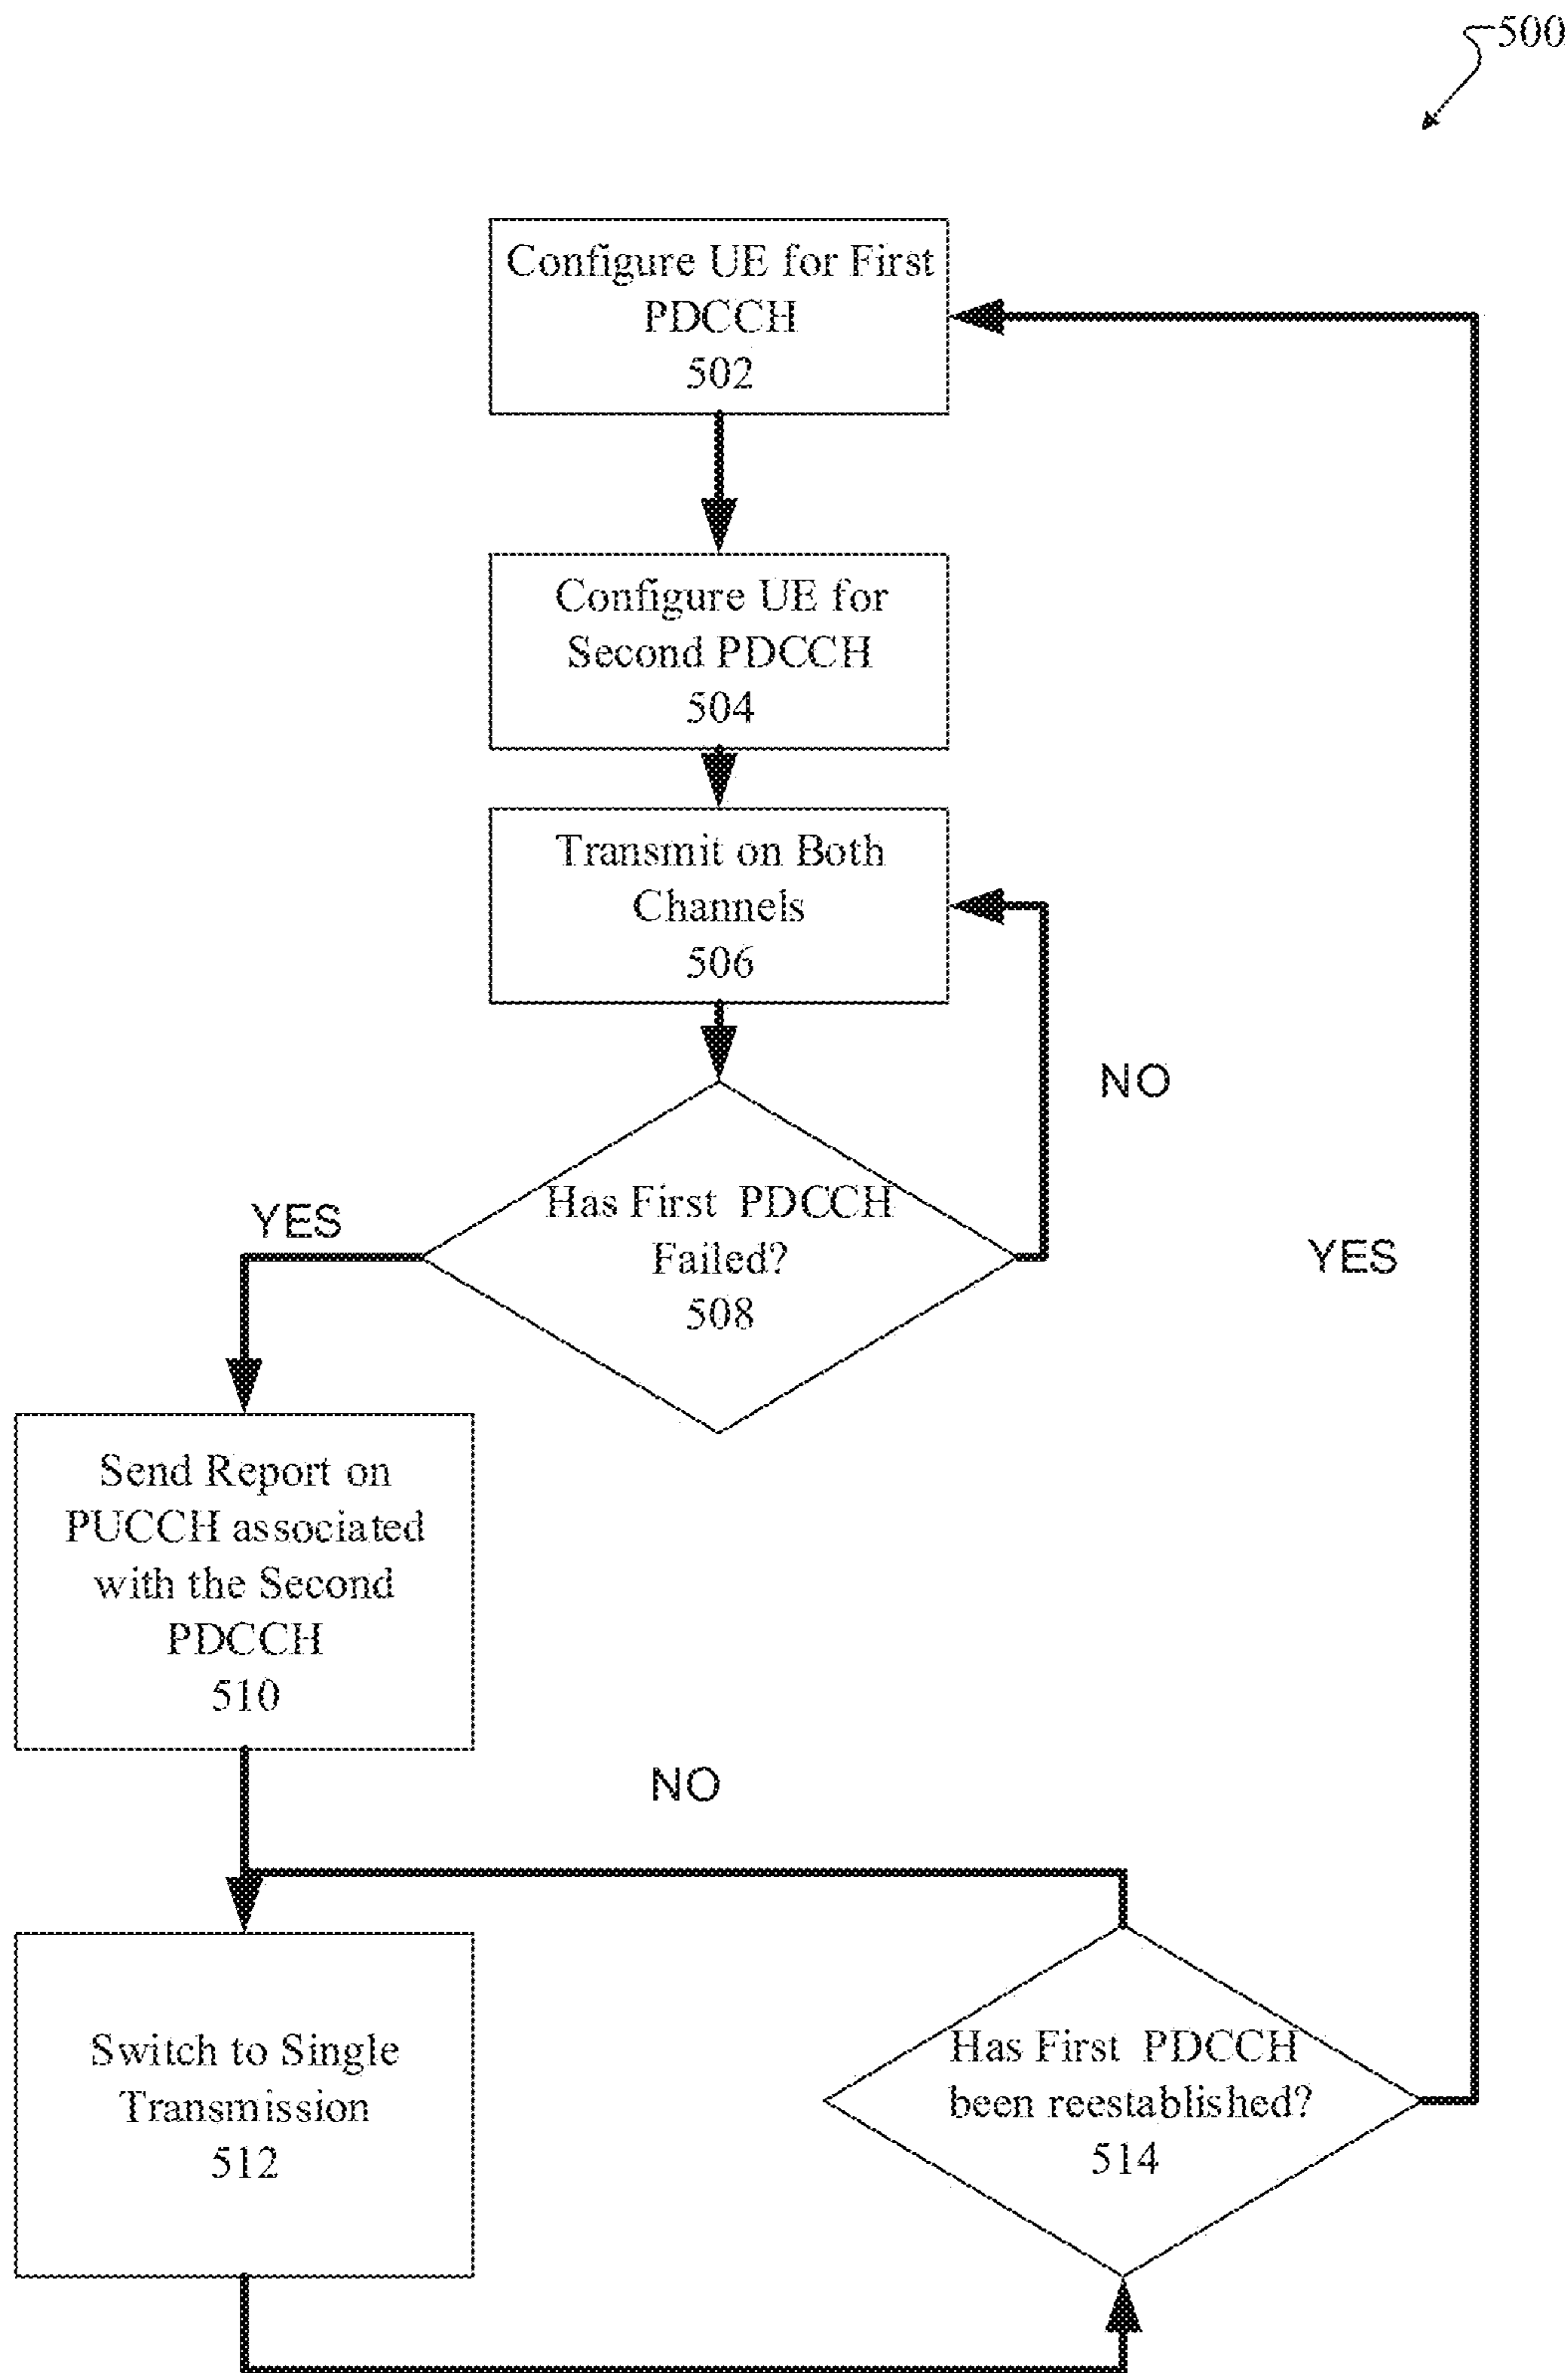 500
Configure UE for First
PDCCH
502
Configure UE for
Second PDCCH
504
Transmit on Both
Channels
506
NO
Has First PDCCH
Failed?
508
YES
YES
Send Report on
PUCCH associated
with the Second
PDCCH
510
NO
Switch to Single
Transmission
512
Has First PDCCH
been reestablished?
514